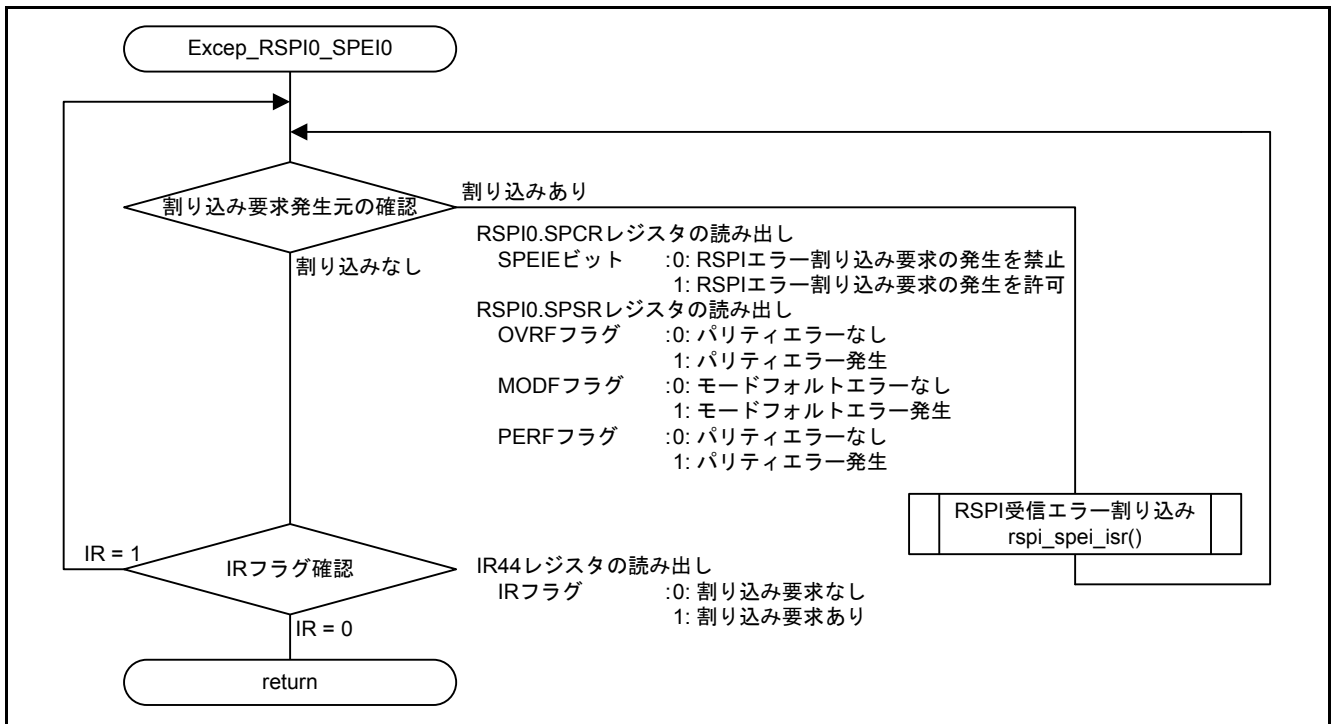 Excep_RSPI0_SPEI0
割り込み要求発生元の確認
割り込みあり
割り込みなし
RSPI0.SPCRレジスタの読み出し
SPEIEビット :0: RSPIエラー割り込み要求の発生を禁止
1: RSPIエラー割り込み要求の発生を許可
RSPI0.SPSRレジスタの読み出し
OVRFフラグ :0: パリティエラーなし
1: パリティエラー発生
MODFフラグ :0: モードフォルトエラーなし
1: モードフォルトエラー発生
PERFフラグ :0: パリティエラーなし
1: パリティエラー発生
RSPI受信エラー割り込み
rspi_spei_isr()
IR = 1
IRフラグ確認
IR44レジスタの読み出し
IRフラグ :0: 割り込み要求なし
1: 割り込み要求あり
IR = 0
return